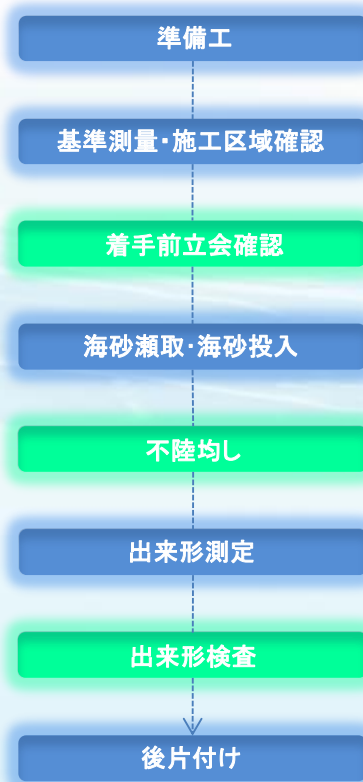 準備工
基準測量・施工区域確認
着手前立会確認
海砂瀬取・海砂投入
不陸均し
出来形測定
出来形検査
後片付け